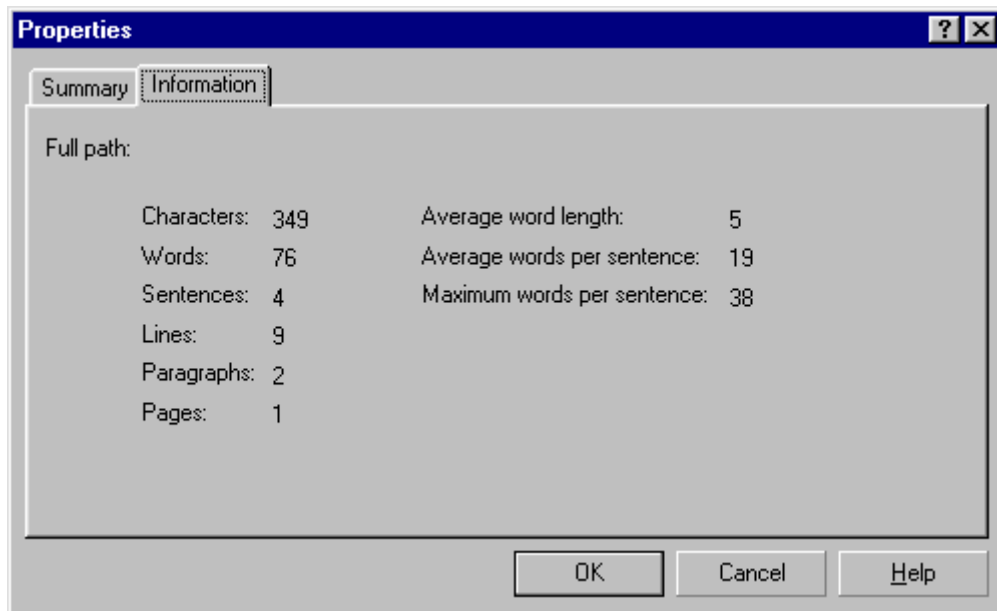 Properties
Summary Information
Full path:
Characters: 349 Average word length: 5
Words: 76 Average words per sentence: 19
Sentences: 4 Maximum words per sentence: 38
Lines: 9
Paragraphs: 2
Pages: 1
OK Cancel Help